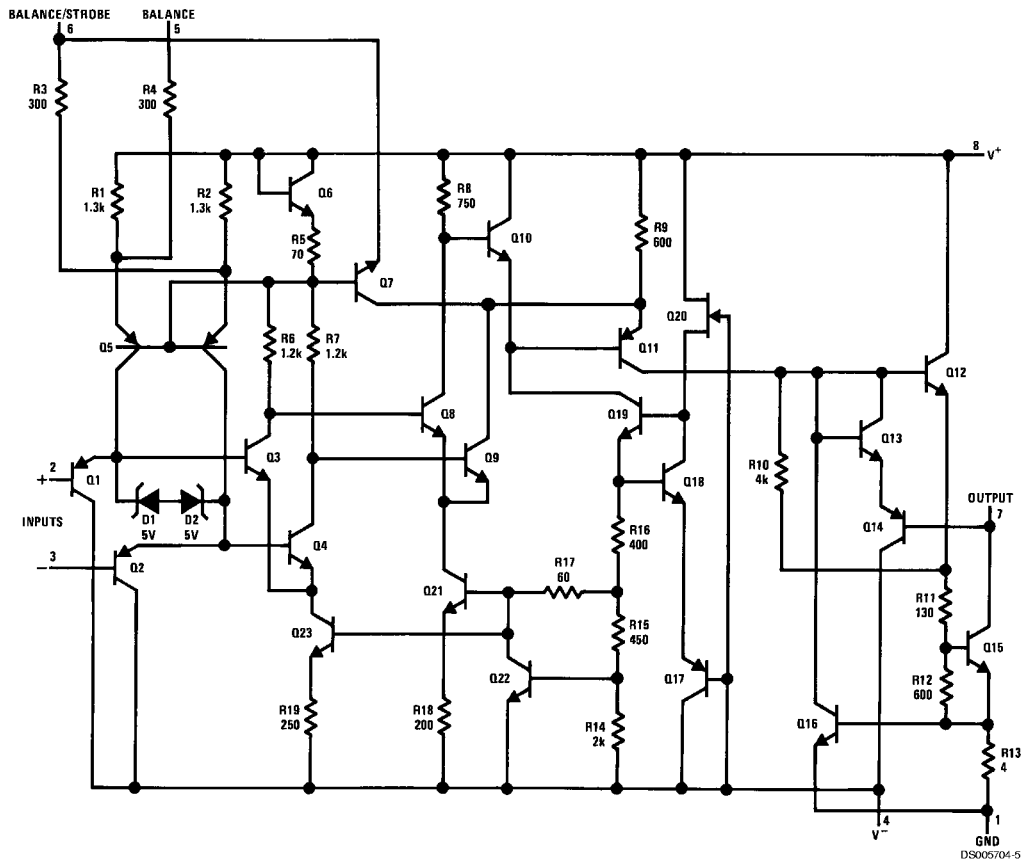 BALANCE/STROBE
6
BALANCE
5
R3
300
R4
300
8
V+
R1
1.3k
R2
1.3k
Q6
R5
70
R8
750
Q10
R9
600
Q7
Q20
Q5
R6
1.2k
R7
1.2k
Q11
Q12
Q8
Q19
Q3
Q9
Q13
2
+
Q1
Q18
R10
4k
INPUTS
D1
5V
D2
5V
OUTPUT
7
Q14
3
−
Q2
Q4
R16
400
R17
60
Q21
R11
130
Q23
R15
450
Q15
Q22
Q17
R12
600
R19
250
R18
200
R14
2k
Q16
R13
4
4
V−
1
GND
DS005704-5